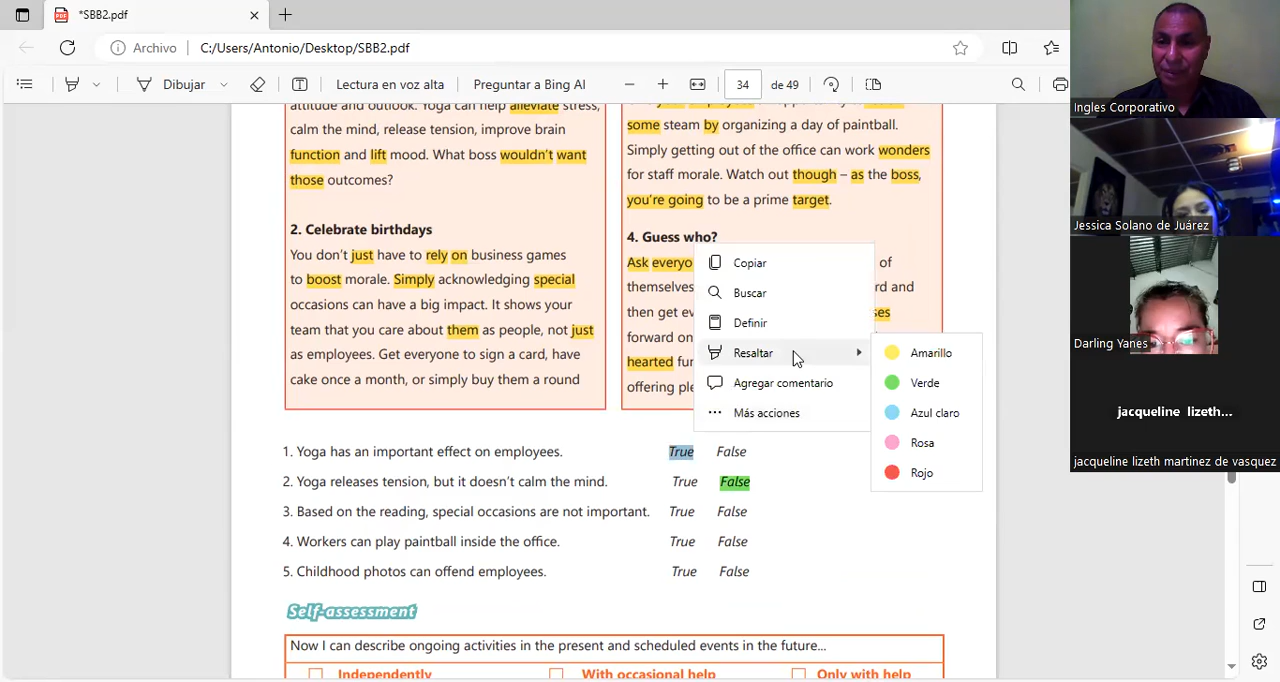 *SBB2.pdf
Archivo C:/Users/Antonio/Desktop/SBB2.pdf
Dibujar Lectura en voz alta Preguntar a Bing AI 34 de 49
attitude and outlook. Yoga can help alleviate stress,
calm the mind, release tension, improve brain
function and lift mood. What boss wouldn't want
those outcomes?
2. Celebrate birthdays
You don't just have to rely on business games
to boost morale. Simply acknowledging special
occasions can have a big impact. It shows your
team that you care about them as people, not just
as employees. Get everyone to sign a card, have
cake once a month, or simply buy them a round
some steam by organizing a day of paintball.
Simply getting out of the office can work wonders
for staff morale. Watch out though – as the boss,
you're going to be a prime target.
4. Guess who?
Ask everyo of
themselves rd and
then get ev ses
forward on
hearted fun
offering ple
Copiar
Buscar
Definir
Resaltar
Agregar comentario
Más acciones
Amarillo
Verde
Azul claro
Rosa
Rojo
1. Yoga has an important effect on employees. True False
2. Yoga releases tension, but it doesn't calm the mind. True False
3. Based on the reading, special occasions are not important. True False
4. Workers can play paintball inside the office. True False
5. Childhood photos can offend employees. True False
Self-assessment
Now I can describe ongoing activities in the present and scheduled events in the future...
Independently With occasional help Only with help
Ingles Corporativo
Jessica Solano de Juárez
Darling Yanes
jacqueline lizeth...
jacqueline lizeth martinez de vasquez